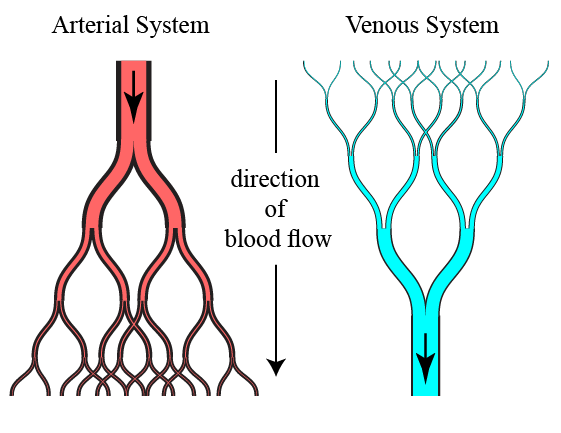 Arterial System
Venous System
direction
of
blood flow